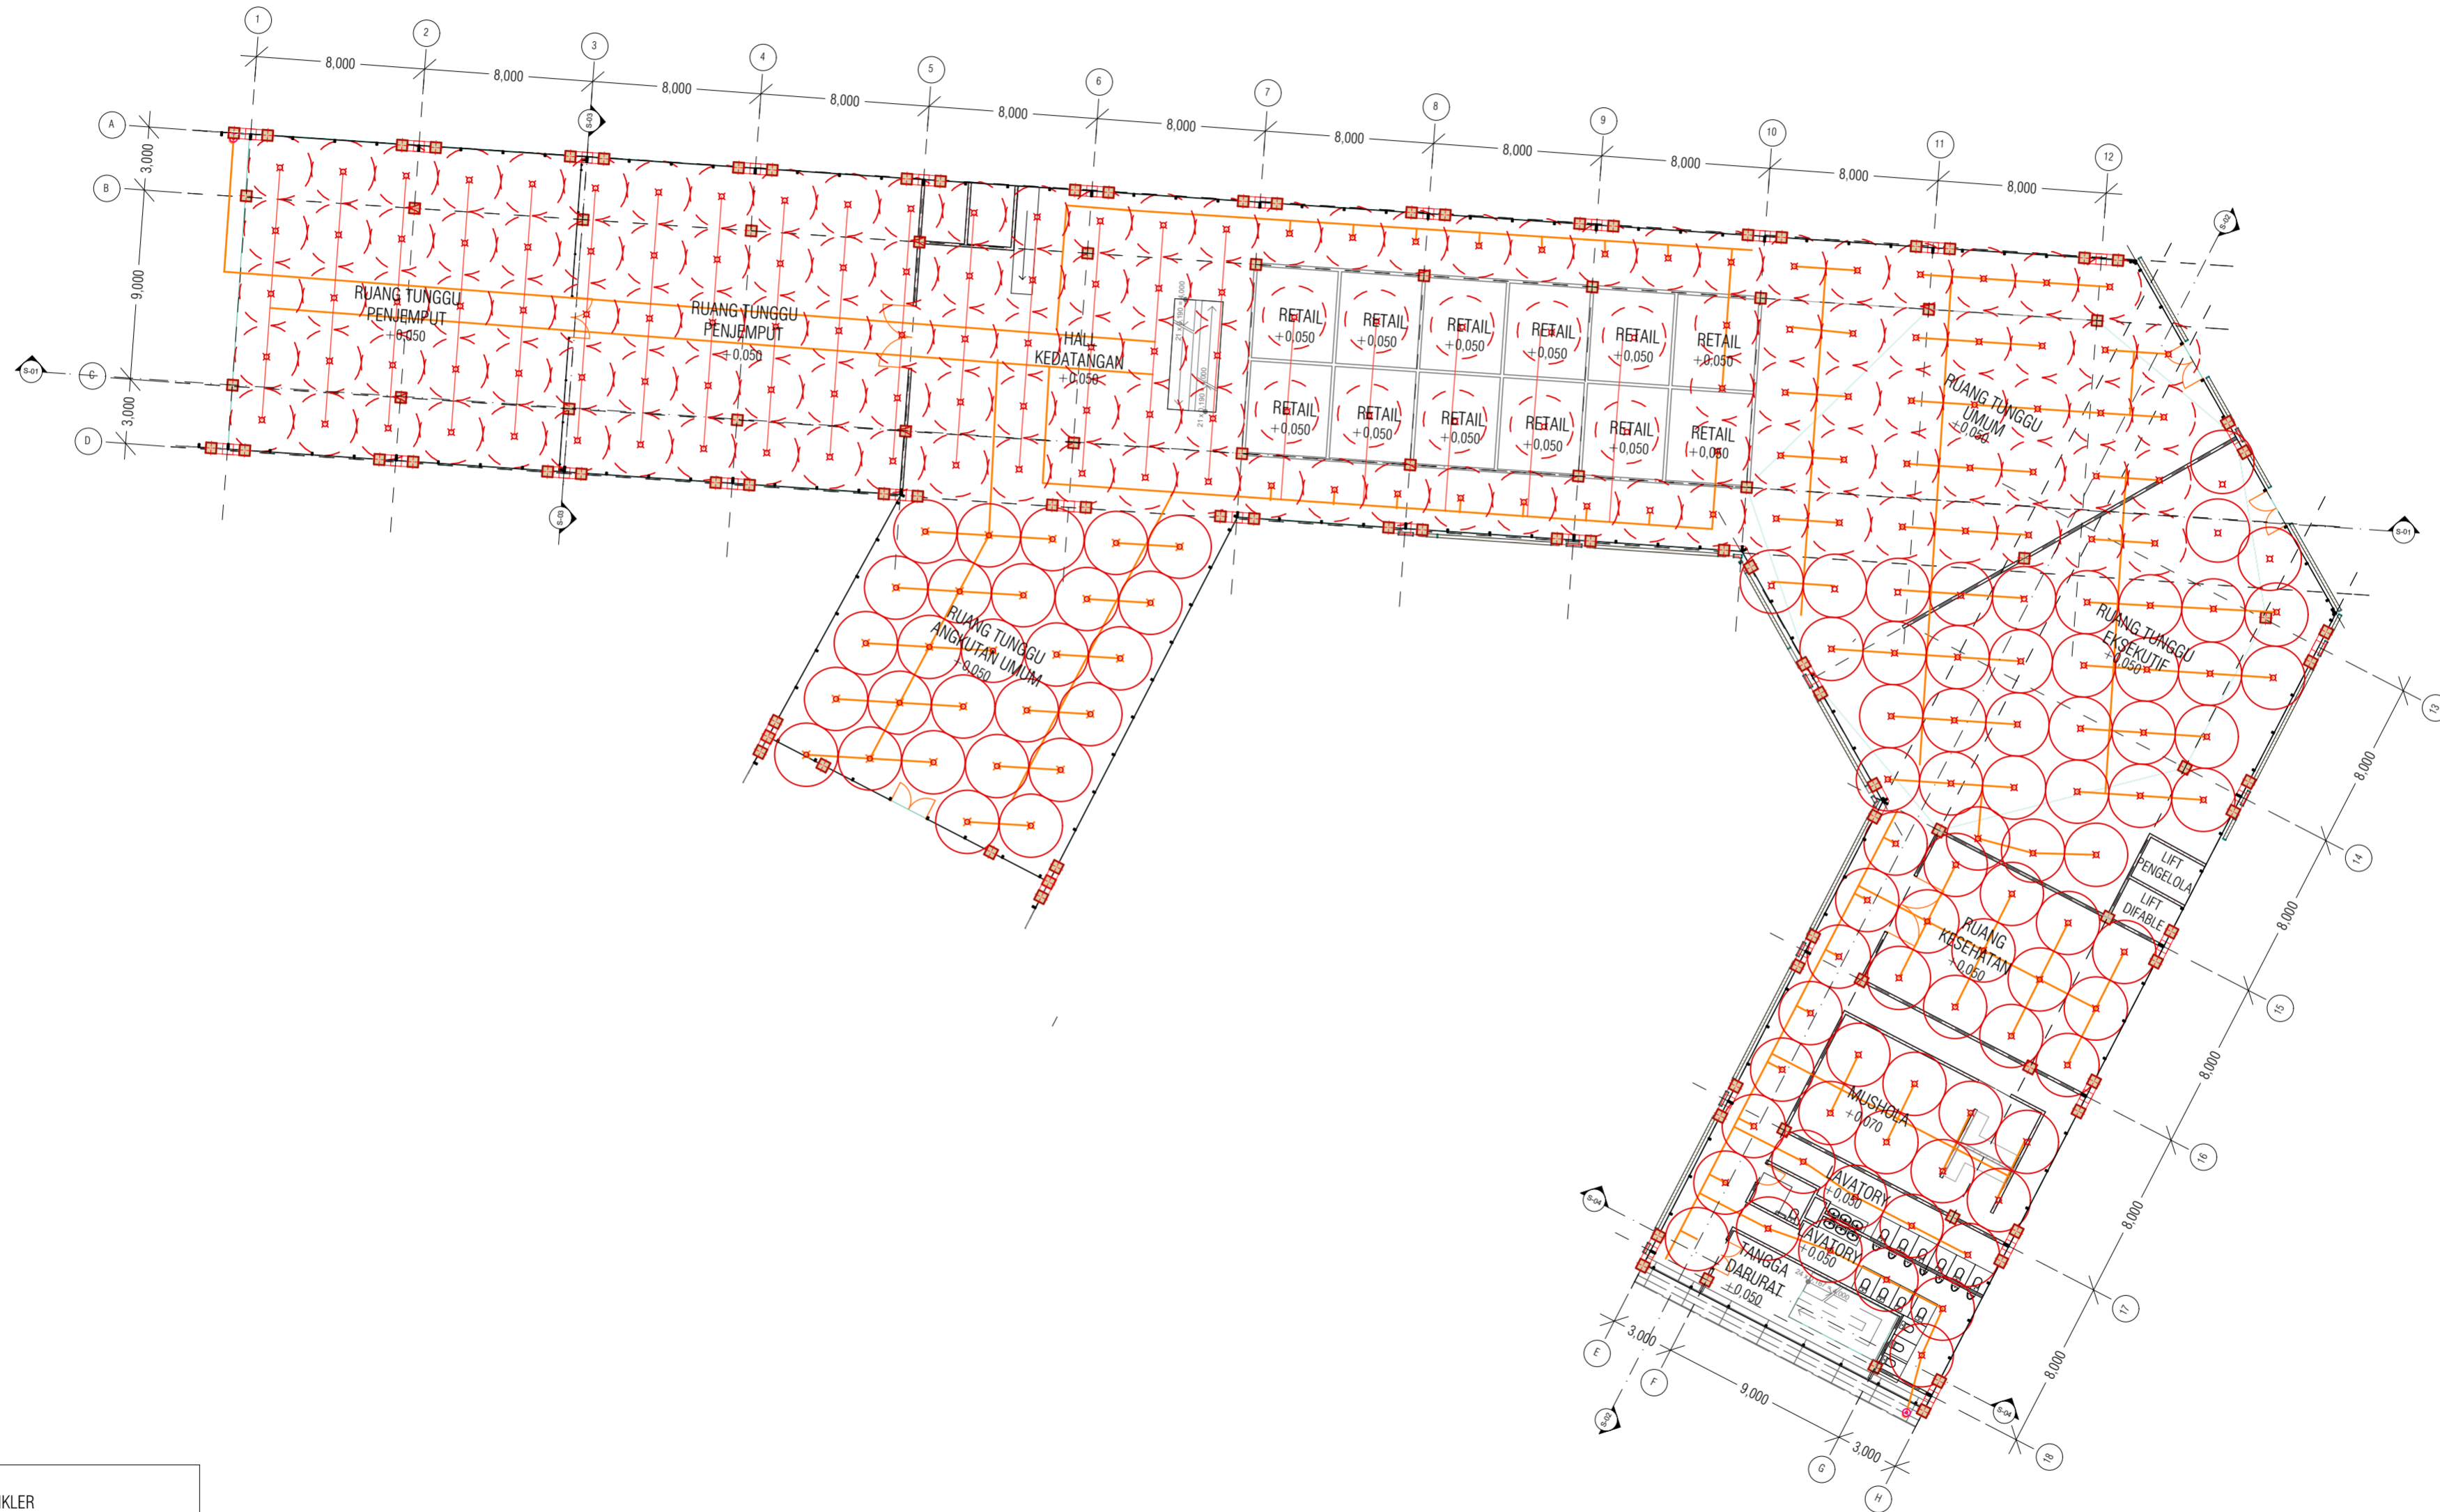 1
2
3
4
5
6
7
8
9
10
11
12
8,000
8,000
8,000
8,000
8,000
8,000
8,000
8,000
8,000
8,000
8,000
A
B
C
D
3,000
9,000
3,000
S-03
S-02
S-01
S-01
S-03
RUANG TUNGGU
PENJEMPUT
+0,050
RUANG TUNGGU
PENJEMPUT
+0,050
HALL
KEDATANGAN
+0,050
RETAIL
+0,050
RETAIL
+0,050
RETAIL
+0,050
RETAIL
+0,050
RETAIL
+0,050
RETAIL
+0,050
RETAIL
+0,050
RETAIL
+0,050
RETAIL
+0,050
RETAIL
+0,050
RETAIL
+0,050
RETAIL
+0,050
RUANG TUNGGU
UMUM
+0,050
RUANG TUNGGU
ANGKUTAN UMUM
+0,050
RUANG TUNGGU
EKSEKUTIF
+0,050
LIFT
PENGELOLA
LIFT
DIFABLE
RUANG
KESEHATAN
+0,050
MUSHOLA
+0,070
LAVATORY
+0,050
LAVATORY
+0,050
TANGGA
DARURAT
+0,050
13
14
15
16
17
18
8,000
8,000
8,000
8,000
8,000
S-04
S-04
S-02
E
F
G
H
3,000
9,000
3,000
NKLER